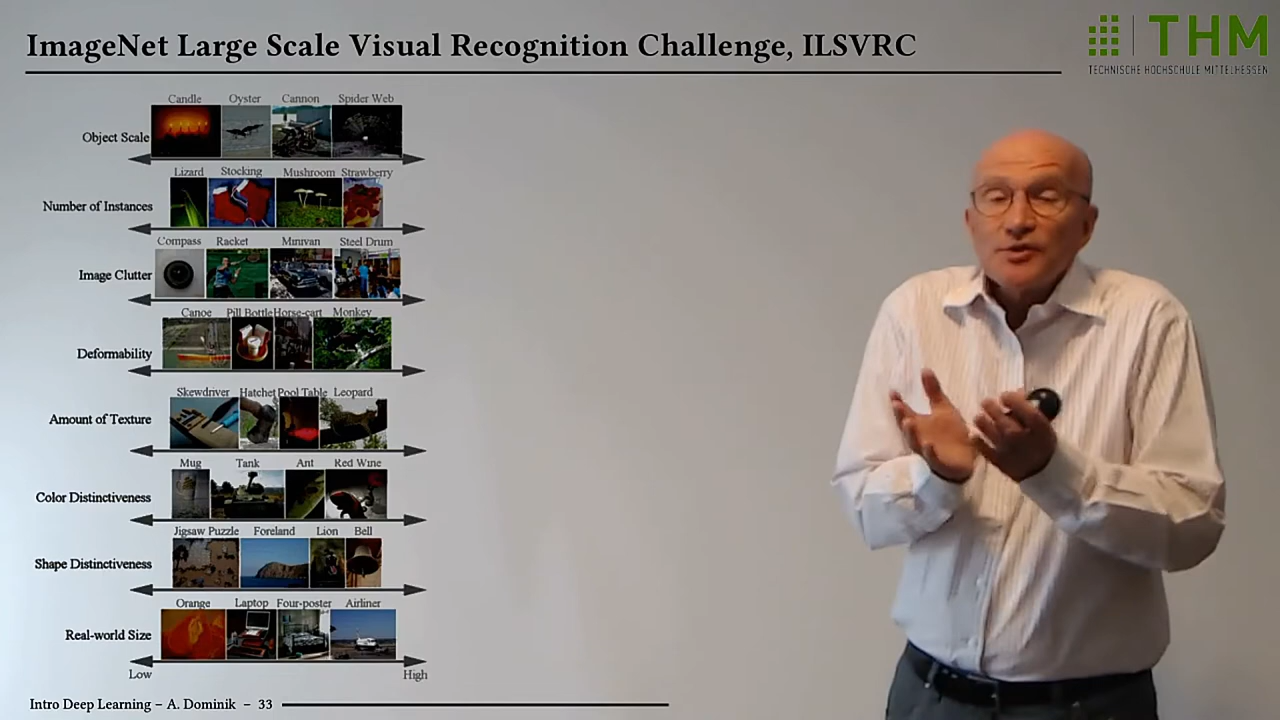 ImageNet Large Scale Visual Recognition Challenge, ILSVRC
THM
TECHNISCHE HOCHSCHULE MITTELHESSEN
Candle Oyster Cannon Spider Web
Object Scale
Lizard Stocking Mushroom Strawberry
Number of Instances
Compass Racket Minivan Steel Drum
Image Clutter
Canoe Pill Bottle Horse-cart Monkey
Deformability
Skewdriver Hatchet Pool Table Leopard
Amount of Texture
Mug Tank Ant Red Wine
Color Distinctiveness
Jigsaw Puzzle Foreland Lion Bell
Shape Distinctiveness
Orange Laptop Four-poster Airliner
Real-world Size
Low High
Intro Deep Learning – A. Dominik – 33